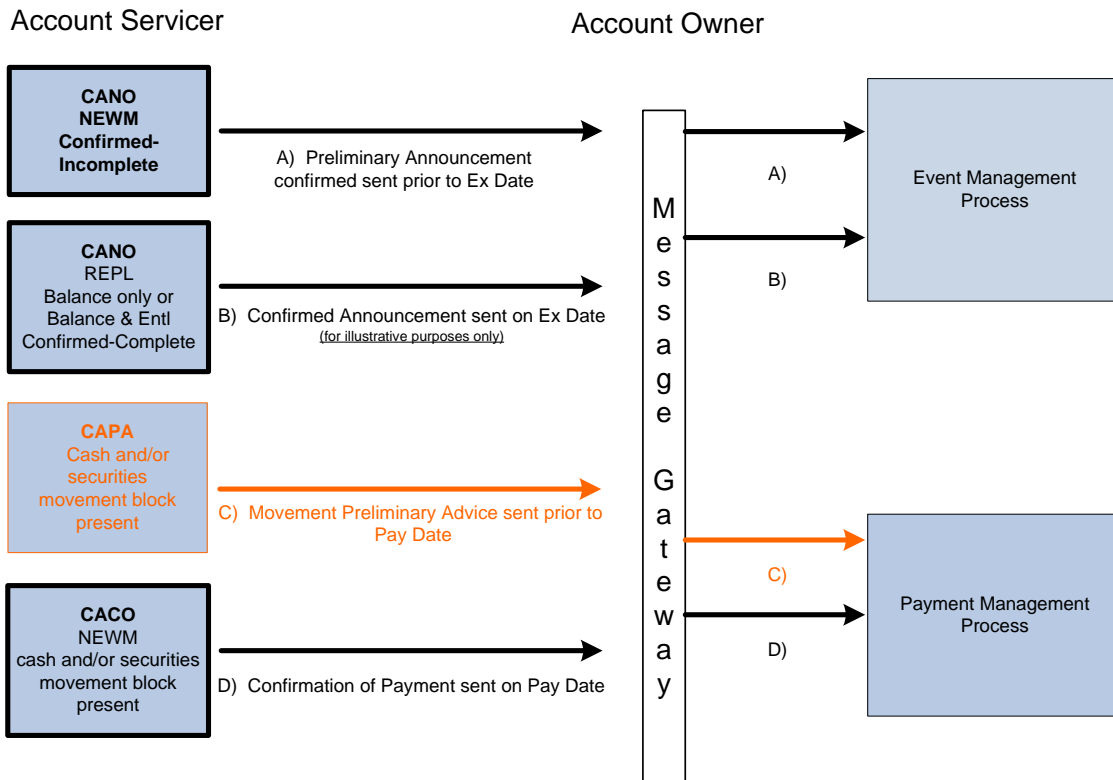 Account Servicer
Account Owner
CANO
NEWM
Confirmed-
Incomplete
A) Preliminary Announcement
confirmed sent prior to Ex Date
CANO
REPL
Balance only or
Balance & Entl
Confirmed-Complete
B) Confirmed Announcement sent on Ex Date
(for illustrative purposes only)
CAPA
Cash and/or
securities
movement block
present
C) Movement Preliminary Advice sent prior to
Pay Date
CACO
NEWM
cash and/or securities
movement block
present
D) Confirmation of Payment sent on Pay Date
Message Gateway
A)
B)
Event Management
Process
C)
D)
Payment Management
Process